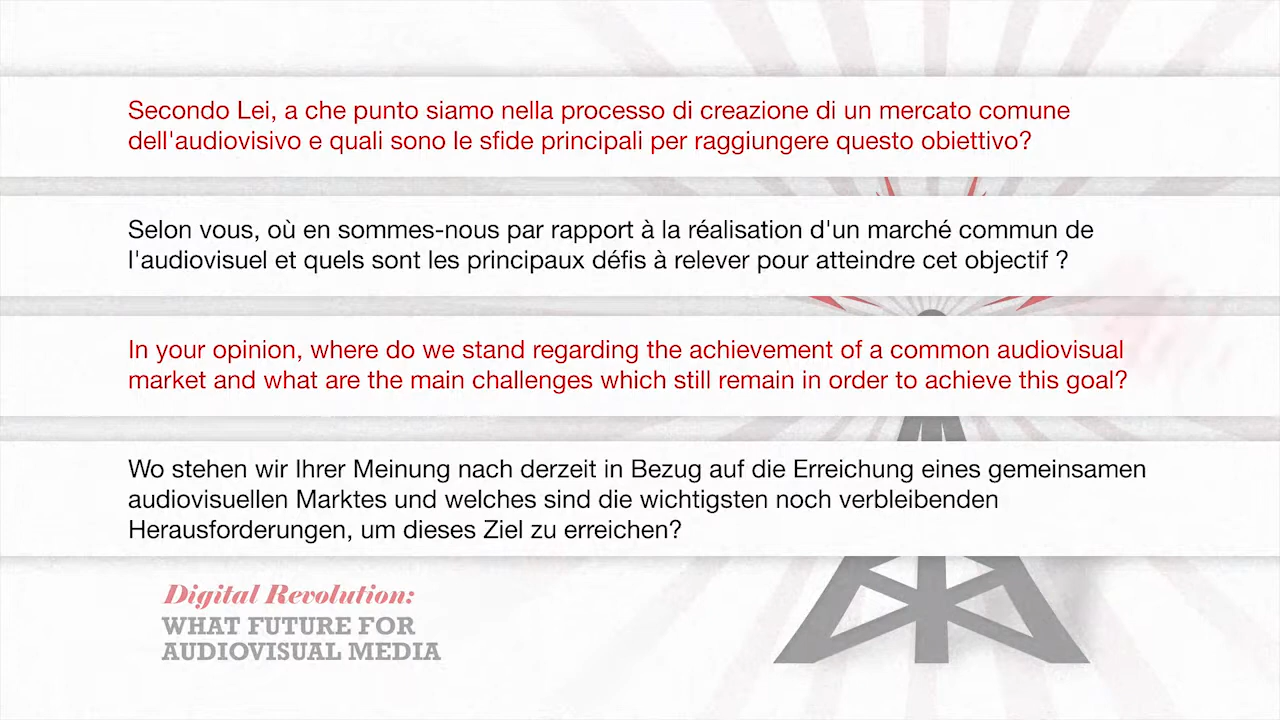 Secondo Lei, a che punto siamo nella processo di creazione di un mercato comune
dell'audiovisivo e quali sono le sfide principali per raggiungere questo obiettivo?
Selon vous, où en sommes-nous par rapport à la réalisation d'un marché commun de
l'audiovisuel et quels sont les principaux défis à relever pour atteindre cet objectif ?
In your opinion, where do we stand regarding the achievement of a common audiovisual
market and what are the main challenges which still remain in order to achieve this goal?
Wo stehen wir Ihrer Meinung nach derzeit in Bezug auf die Erreichung eines gemeinsamen
audiovisuellen Marktes und welches sind die wichtigsten noch verbleibenden
Herausforderungen, um dieses Ziel zu erreichen?
Digital Revolution:
WHAT FUTURE FOR
AUDIOVISUAL MEDIA